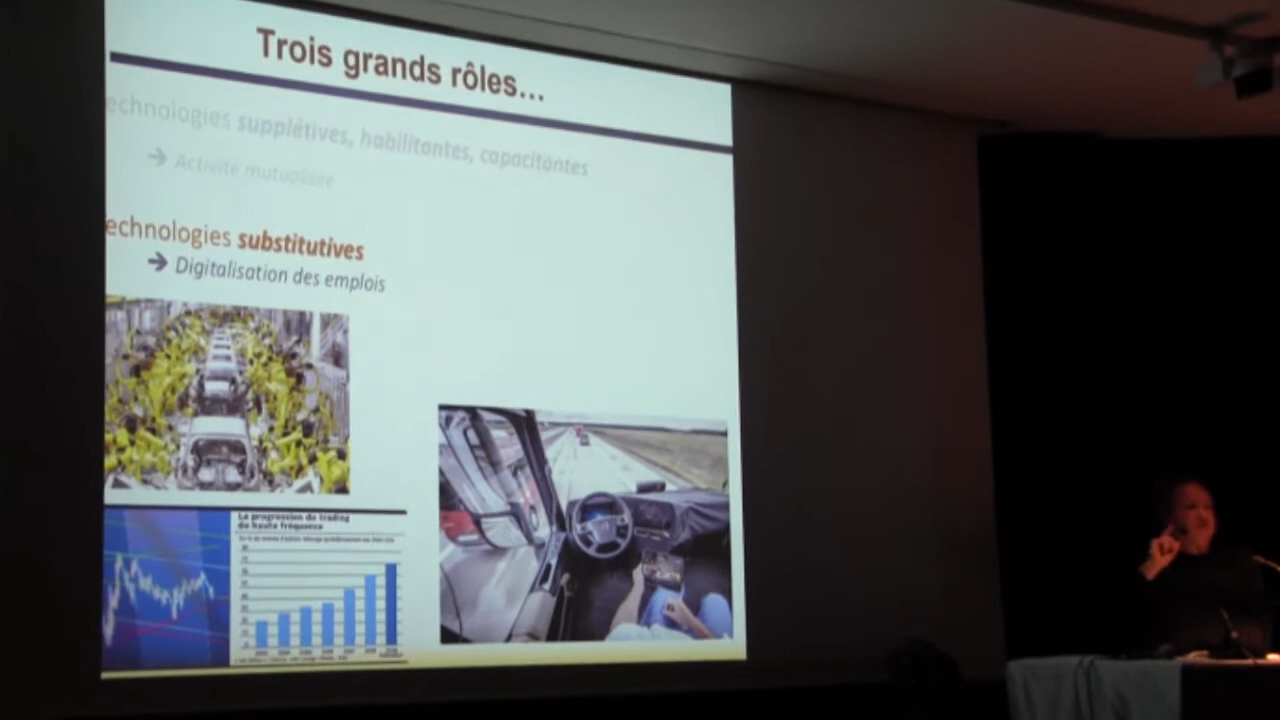 Trois grands rôles...
echnologies supplétives, habilitantes, capacitantes
→ Activité mutualisée
echnologies substitutives
→ Digitalisation des emplois
La progression du trading
de haute fréquence